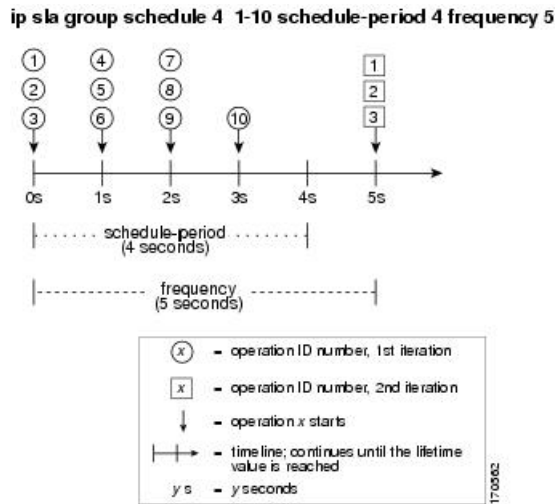 ip sla group schedule 4 1-10 schedule-period 4 frequency 5
1 4 7 1
2 5 8 2
3 6 9 10 3
0s 1s 2s 3s 4s 5s
schedule-period
(4 seconds)
frequency
(5 seconds)
x = operation ID number, 1st iteration
x = operation ID number, 2nd iteration
= operation x starts
= timeline; continues until the lifetime
value is reached
y s = y seconds
170562